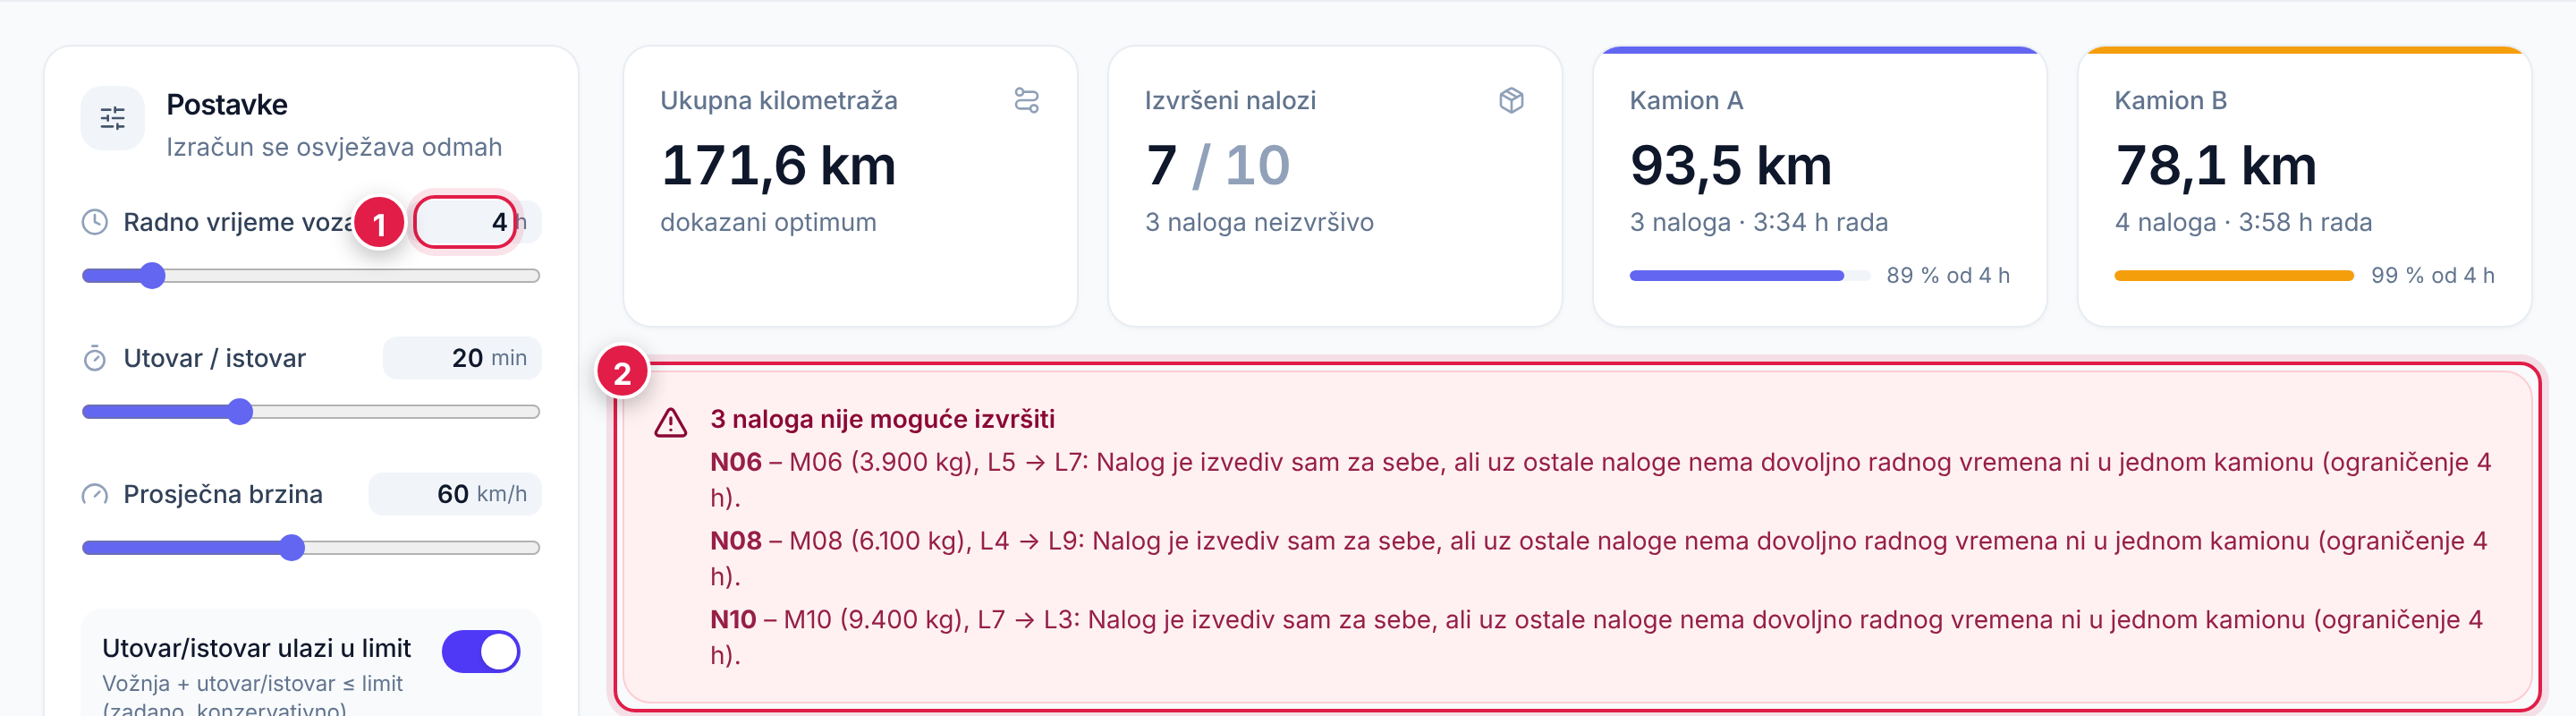 Postavke
Izračun se osvježava odmah
Radno vrijeme
1
4 h
Utovar / istovar
20 min
Prosječna brzina
60 km/h
Utovar/istovar ulazi u limit
Vožnja + utovar/istovar ≤ limit
(zadano, konzervativno)
Ukupna kilometraža
171,6 km
dokazani optimum
Izvršeni nalozi
7 / 10
3 naloga neizvršivo
Kamion A
93,5 km
3 naloga · 3:34 h rada
89 % od 4 h
Kamion B
78,1 km
4 naloga · 3:58 h rada
99 % od 4 h
2
3 naloga nije moguće izvršiti
N06 – M06 (3.900 kg), L5 → L7: Nalog je izvediv sam za sebe, ali uz ostale naloge nema dovoljno radnog vremena ni u jednom kamionu (ograničenje 4
h).
N08 – M08 (6.100 kg), L4 → L9: Nalog je izvediv sam za sebe, ali uz ostale naloge nema dovoljno radnog vremena ni u jednom kamionu (ograničenje 4
h).
N10 – M10 (9.400 kg), L7 → L3: Nalog je izvediv sam za sebe, ali uz ostale naloge nema dovoljno radnog vremena ni u jednom kamionu (ograničenje 4
h).